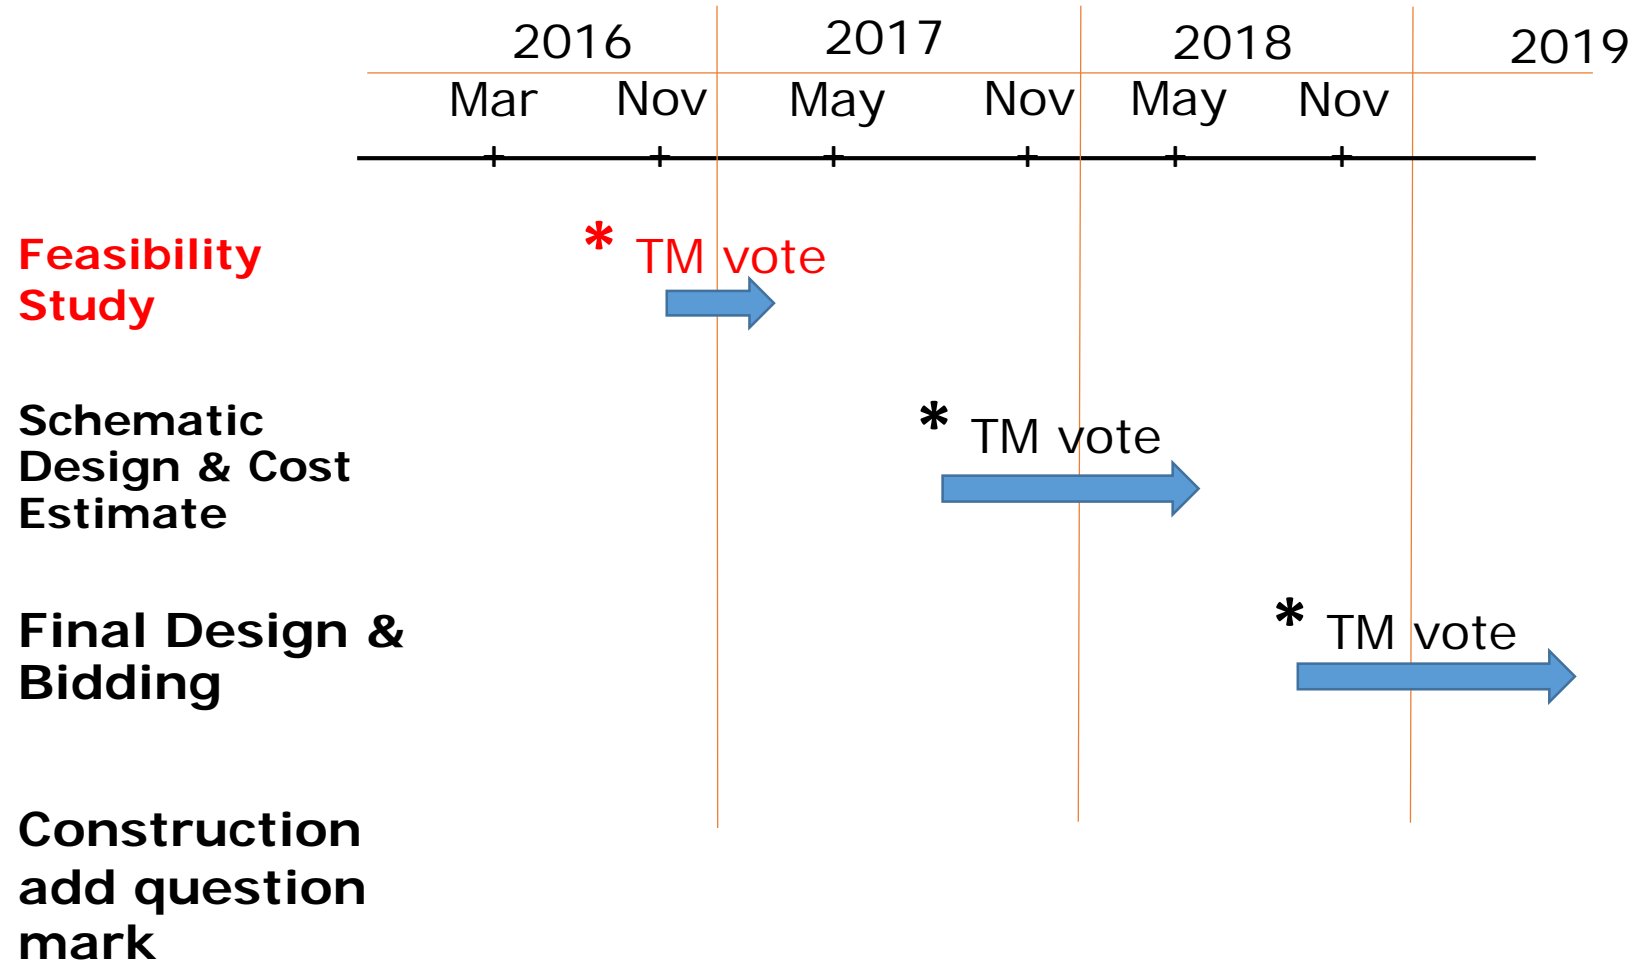 2016 2017 2018 2019
Mar Nov May Nov May Nov
Feasibility
Study
* TM vote
Schematic
Design & Cost
Estimate
* TM vote
Final Design &
Bidding
* TM vote
Construction
add question
mark